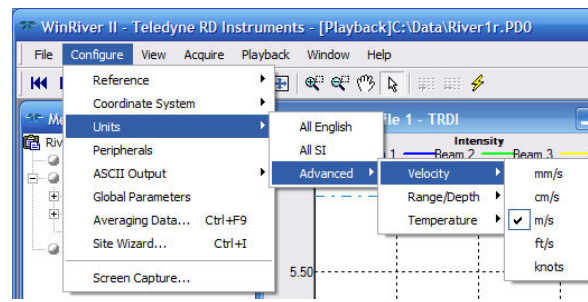 WinRiver II - Teledyne RD Instruments - [Playback]C:\Data\River1r.PD0
File Configure View Acquire Playback Window Help
Reference
Coordinate System
Units
Peripherals
ASCII Output
Global Parameters
Averaging Data... Ctrl+F9
Site Wizard... Ctrl+I
Screen Capture...
All English
All SI
Advanced
Velocity
Range/Depth
Temperature
mm/s
cm/s
m/s
ft/s
knots
Me
Riv
file 1 - TRDI
Intensity
1 Beam 2 Beam 3
5.50